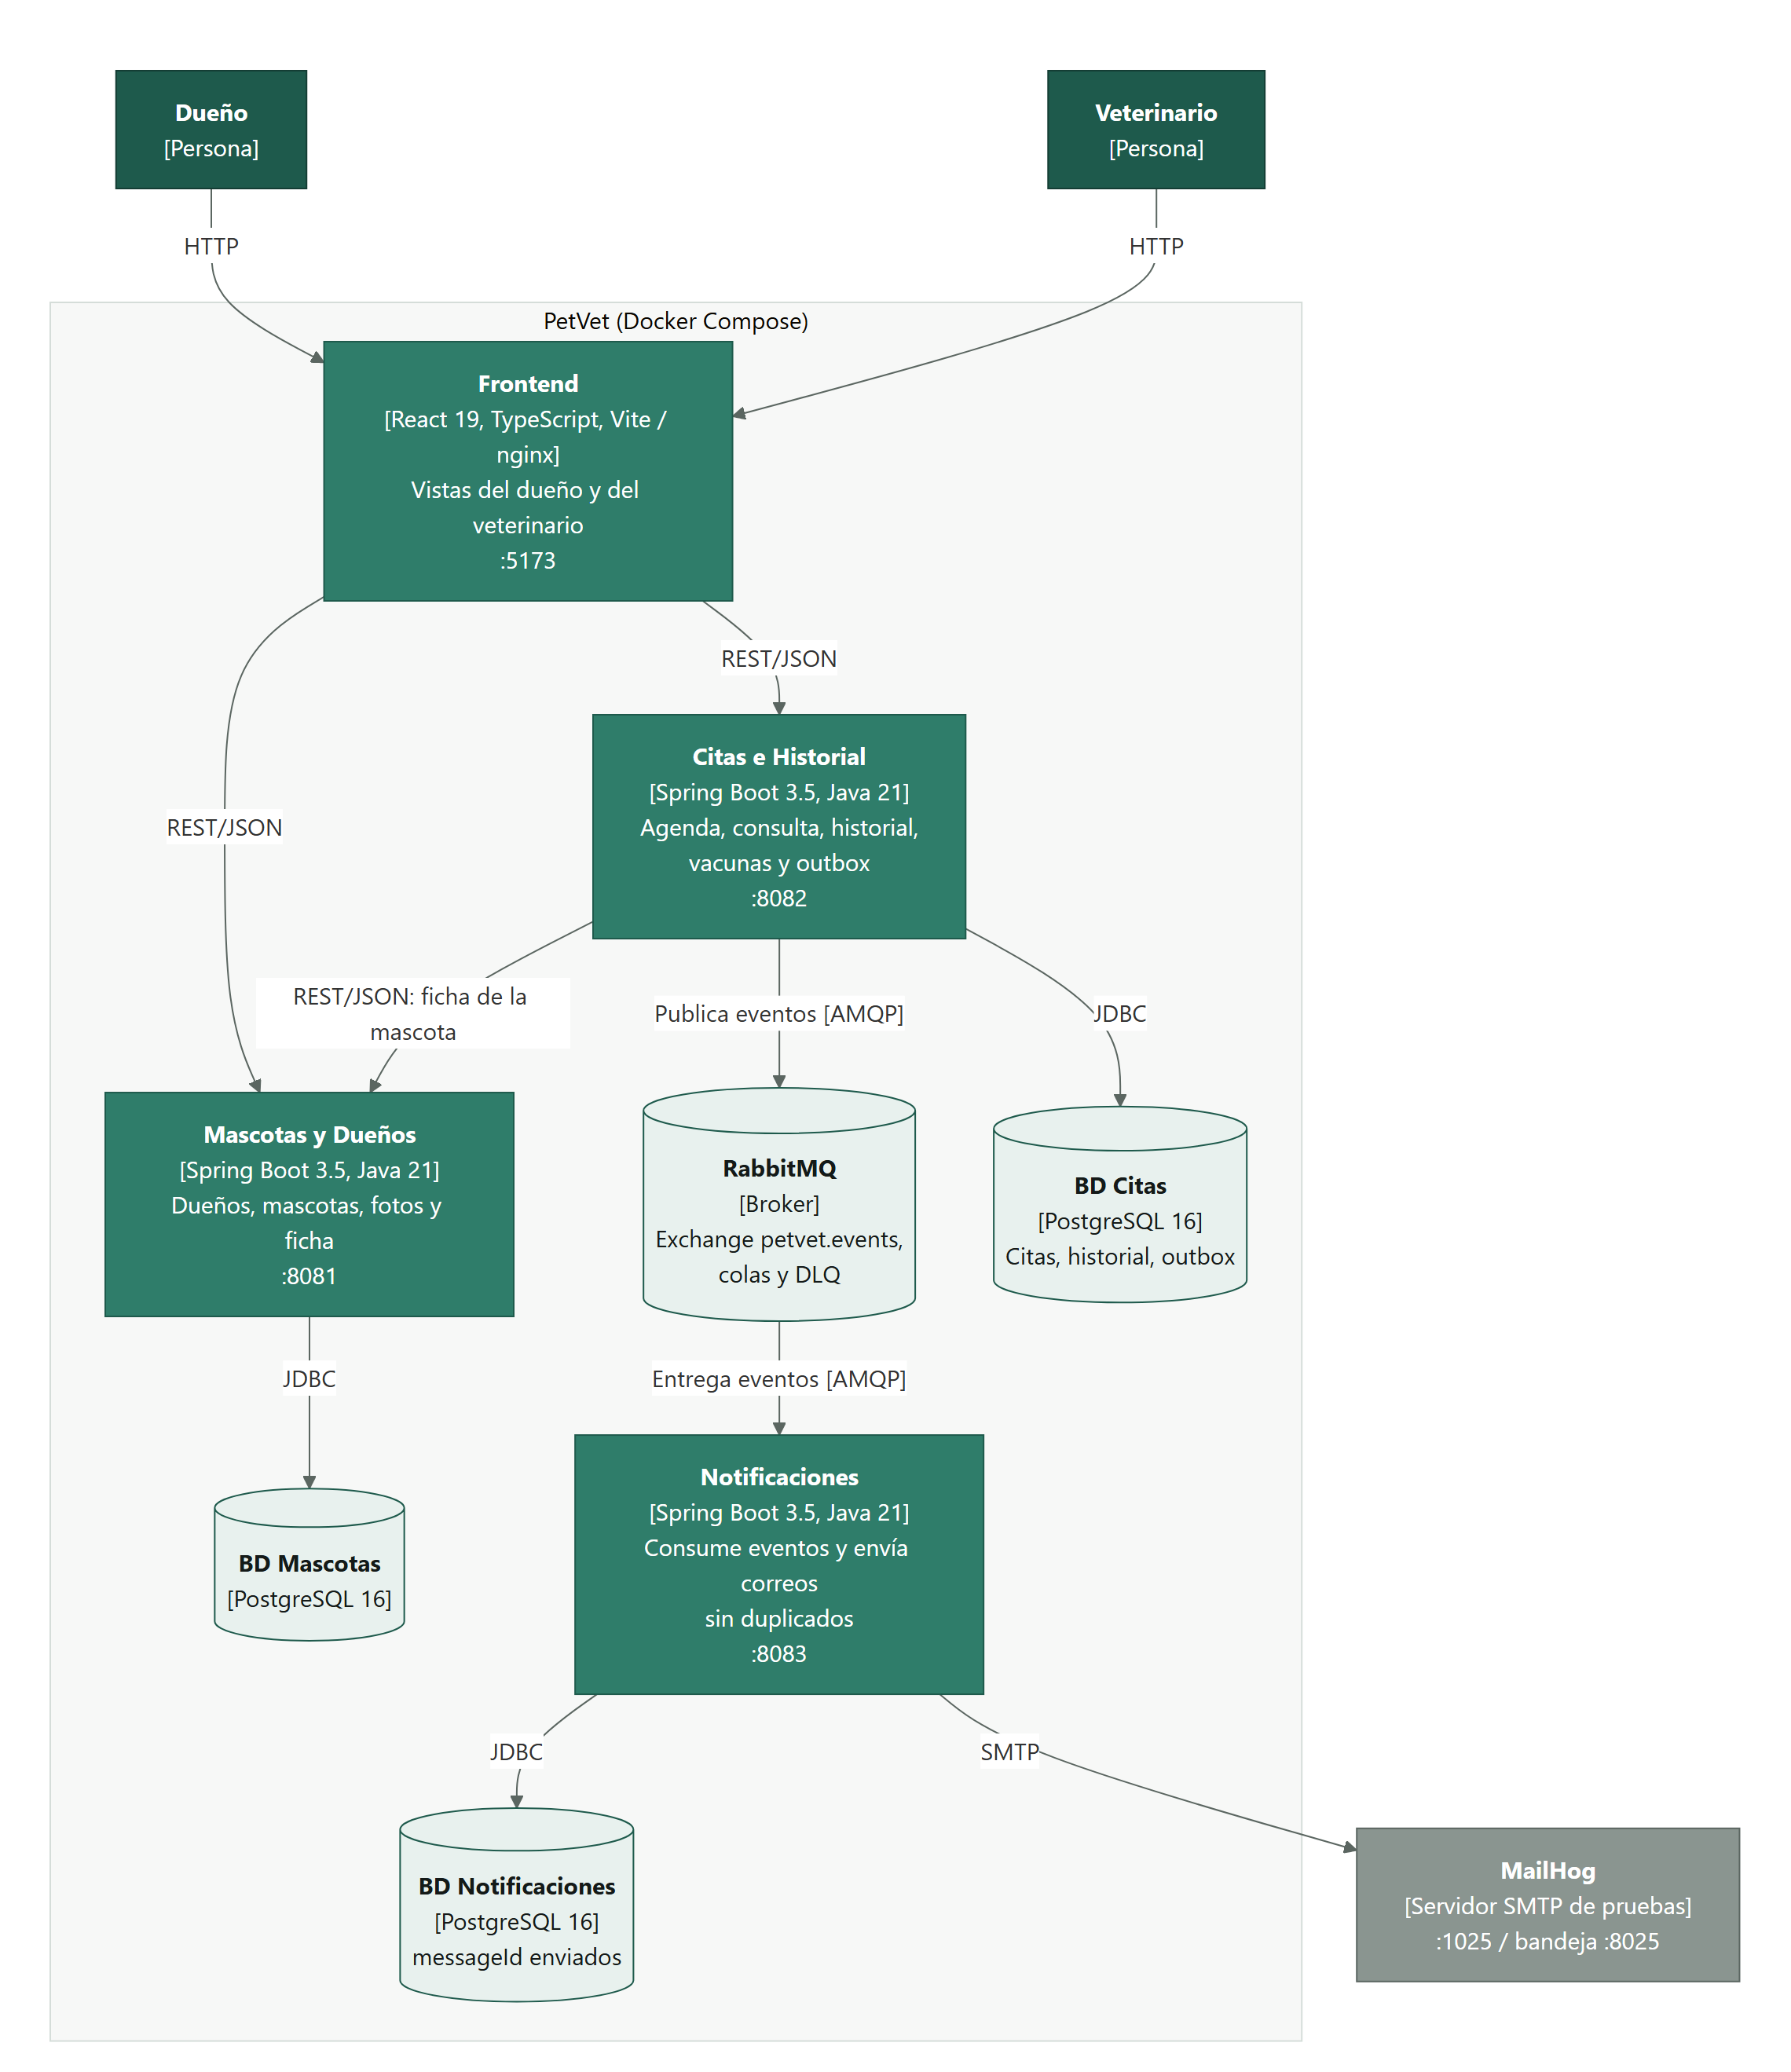 Dueño
[Persona]
Veterinario
[Persona]
HTTP
HTTP
PetVet (Docker Compose)
Frontend
[React 19, TypeScript, Vite /
nginx]
Vistas del dueño y del
veterinario
:5173
REST/JSON
Citas e Historial
[Spring Boot 3.5, Java 21]
Agenda, consulta, historial,
vacunas y outbox
:8082
REST/JSON
REST/JSON: ficha de la
mascota
Publica eventos [AMQP]
JDBC
Mascotas y Dueños
[Spring Boot 3.5, Java 21]
Dueños, mascotas, fotos y
ficha
:8081
RabbitMQ
[Broker]
Exchange petvet.events,
colas y DLQ
BD Citas
[PostgreSQL 16]
Citas, historial, outbox
JDBC
Entrega eventos [AMQP]
BD Mascotas
[PostgreSQL 16]
Notificaciones
[Spring Boot 3.5, Java 21]
Consume eventos y envía
correos
sin duplicados
:8083
JDBC
SMTP
BD Notificaciones
[PostgreSQL 16]
messageId enviados
MailHog
[Servidor SMTP de pruebas]
:1025 / bandeja :8025